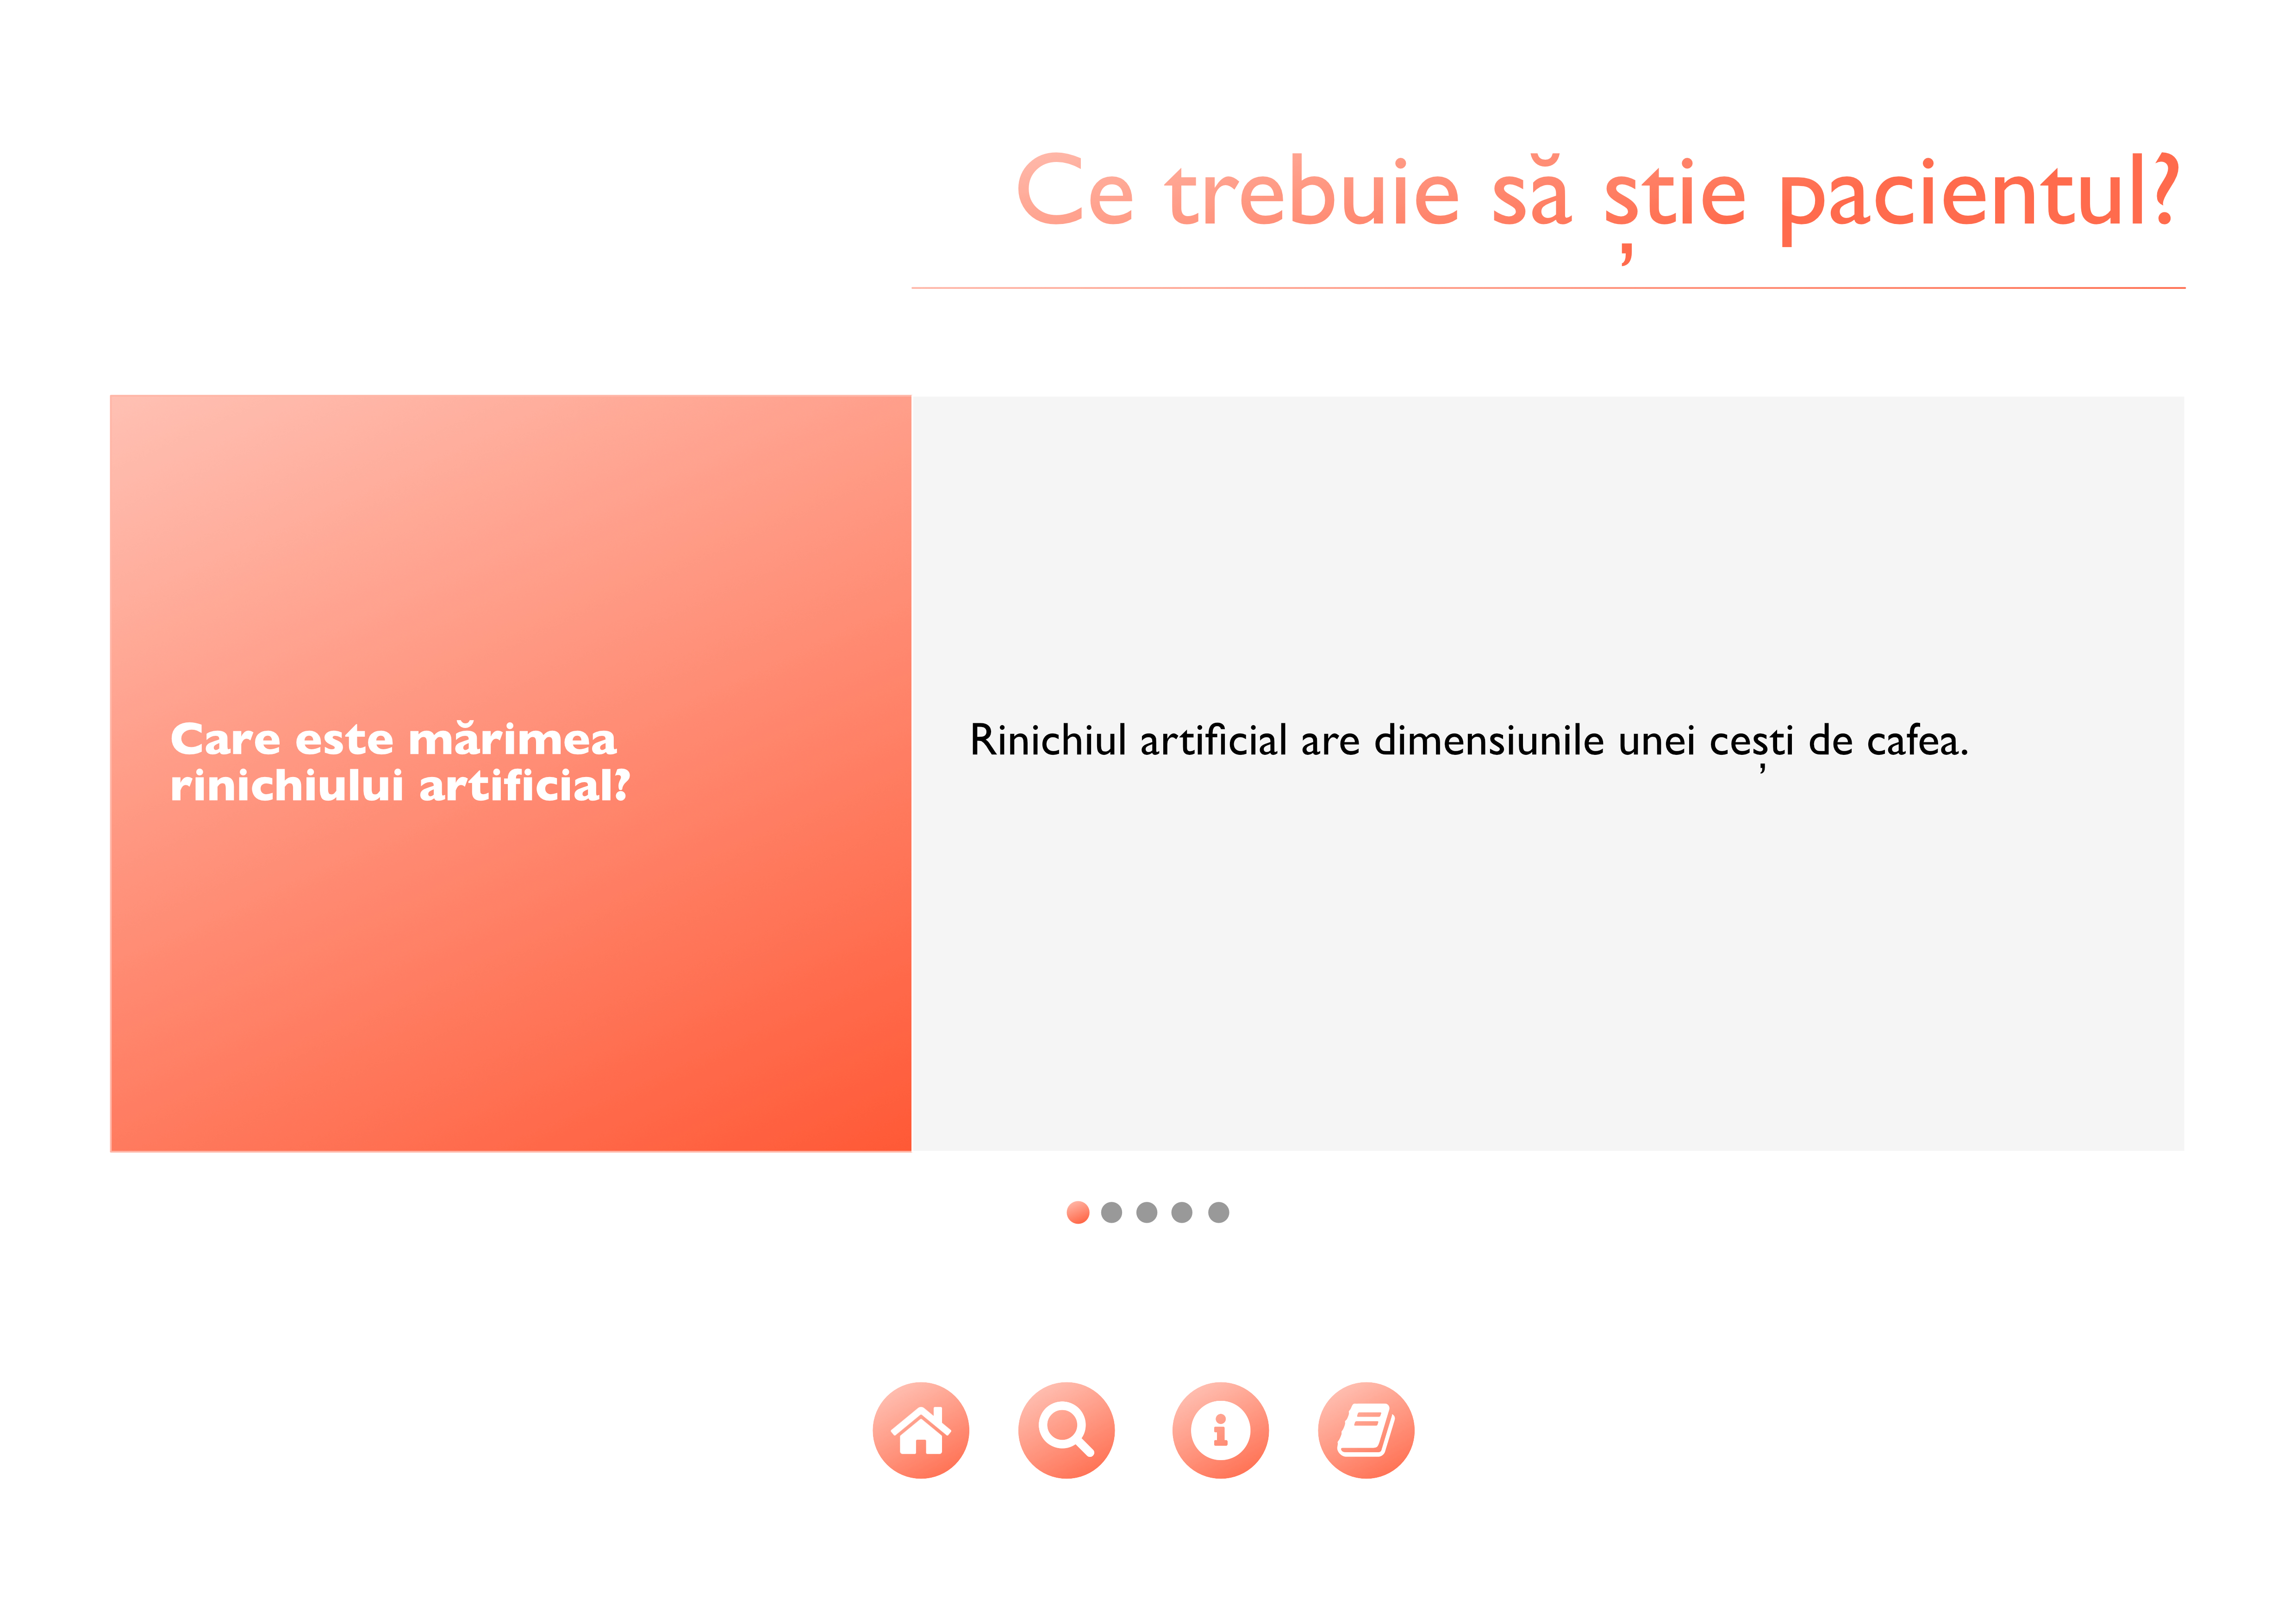 Ce trebuie să știe pacientul?
Care este mărimea
rinichiului artificial?
Rinichiul artificial are dimensiunile unei cești de cafea.